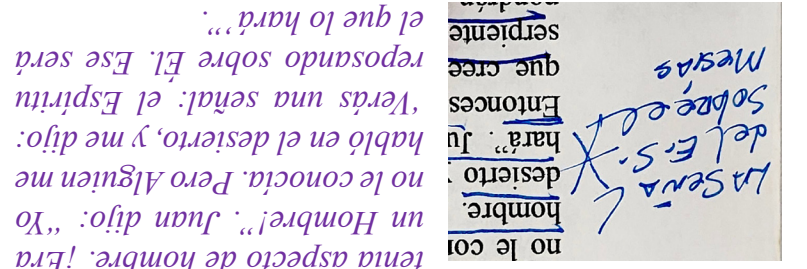 LA SEÑAL
del E.S.
Sobre el
Mesías
no le con
hombre.
desierto
hará”. Ju
Entonces
que cree
serpiente
tenía aspecto de hombre. ¡Era
un Hombre!”. Juan dijo: “Yo
no le conocía. Pero Alguien me
habló en el desierto, y me dijo:
‘Verás una señal: el Espíritu
reposando sobre Él. Ese será
el que lo hará’”.